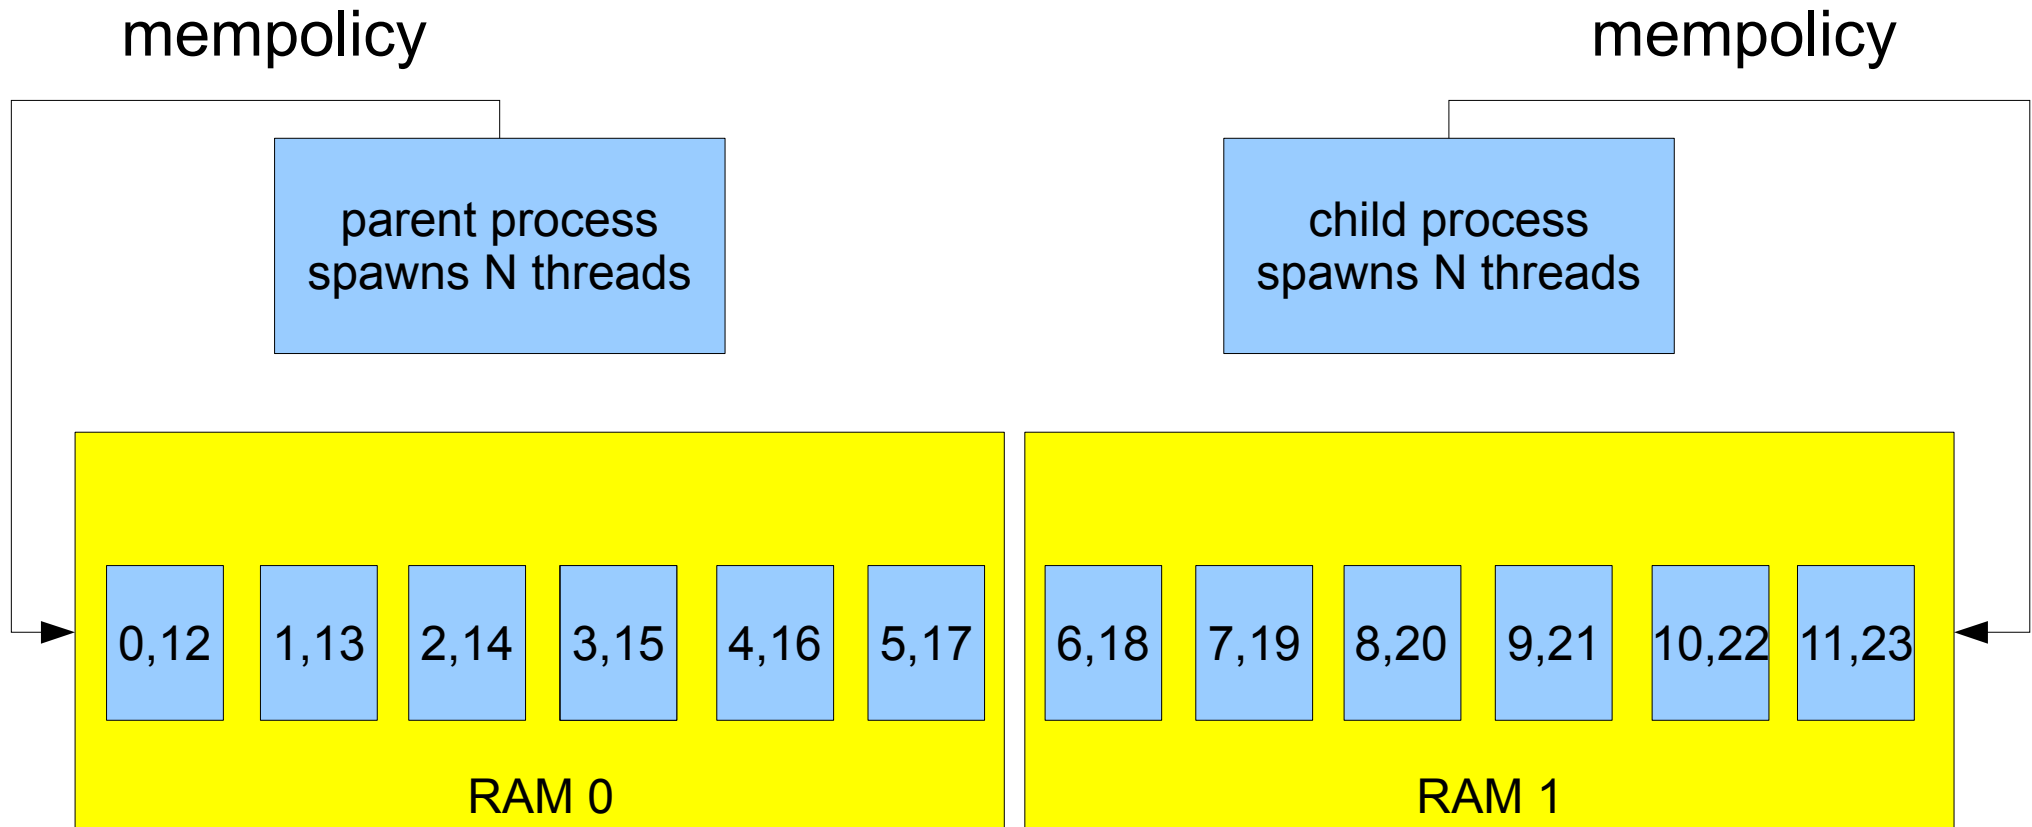 mempolicy
mempolicy
parent process
spawns N threads
child process
spawns N threads
0,12
1,13
2,14
3,15
4,16
5,17
6,18
7,19
8,20
9,21
10,22
11,23
RAM 0
RAM 1